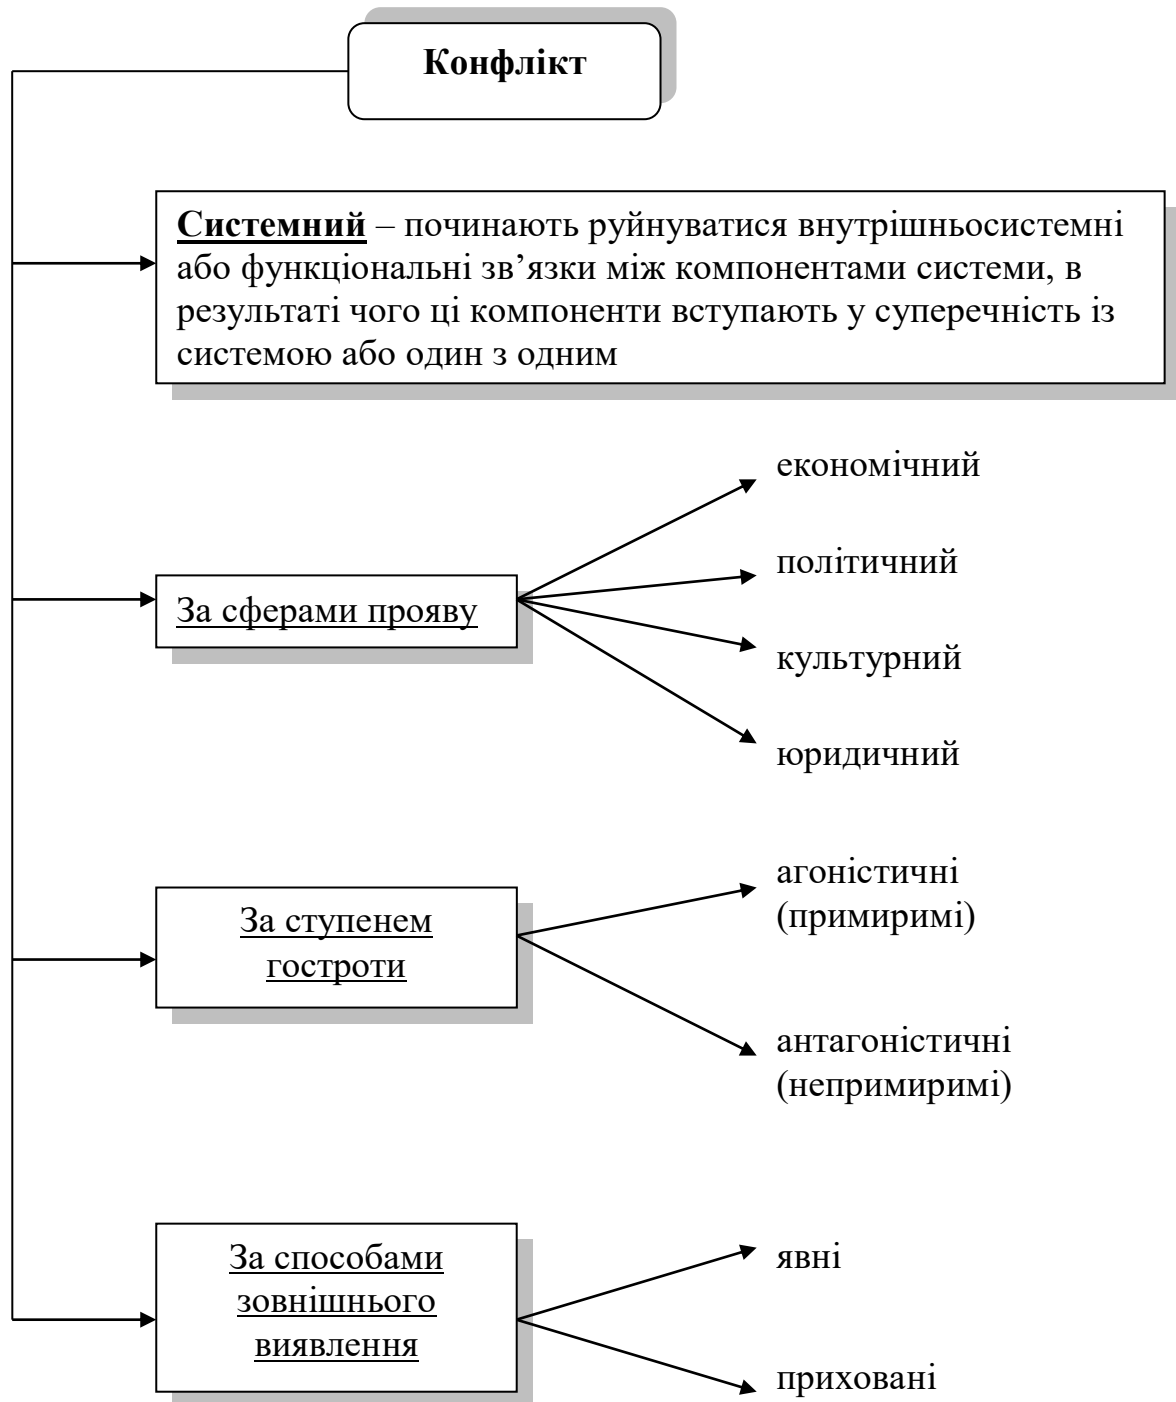 Конфлікт
Системний – починають руйнуватися внутрішньосистемні
або функціональні зв’язки між компонентами системи, в
результаті чого ці компоненти вступають у суперечність із
системою або один з одним
За сферами прояву
економічний
політичний
культурний
юридичний
За ступенем
гостроти
агоністичні
(примиримі)
антагоністичні
(непримиримі)
За способами
зовнішнього
виявлення
явні
приховані